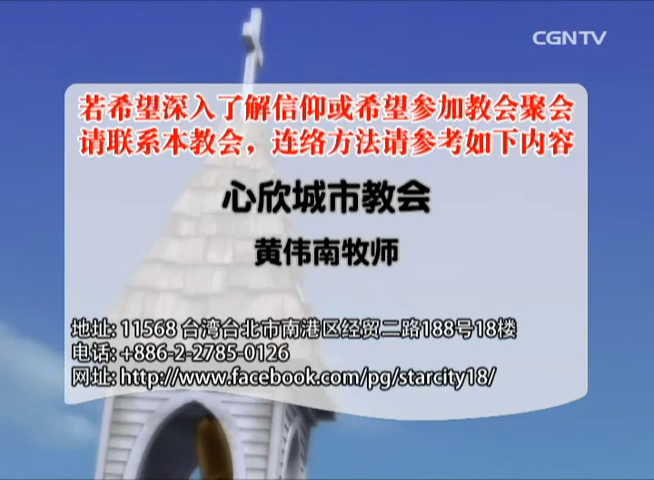 CGNTV
若希望深入了解信仰或希望参加教会聚会
请联系本教会，连络方法请参考如下内容
心欣城市教会
黄伟南牧师
地址: 11568 台湾台北市南港区经贸二路188号18楼
电话: +886-2-2785-0126
网址: http://www.facebook.com/pg/starcity18/